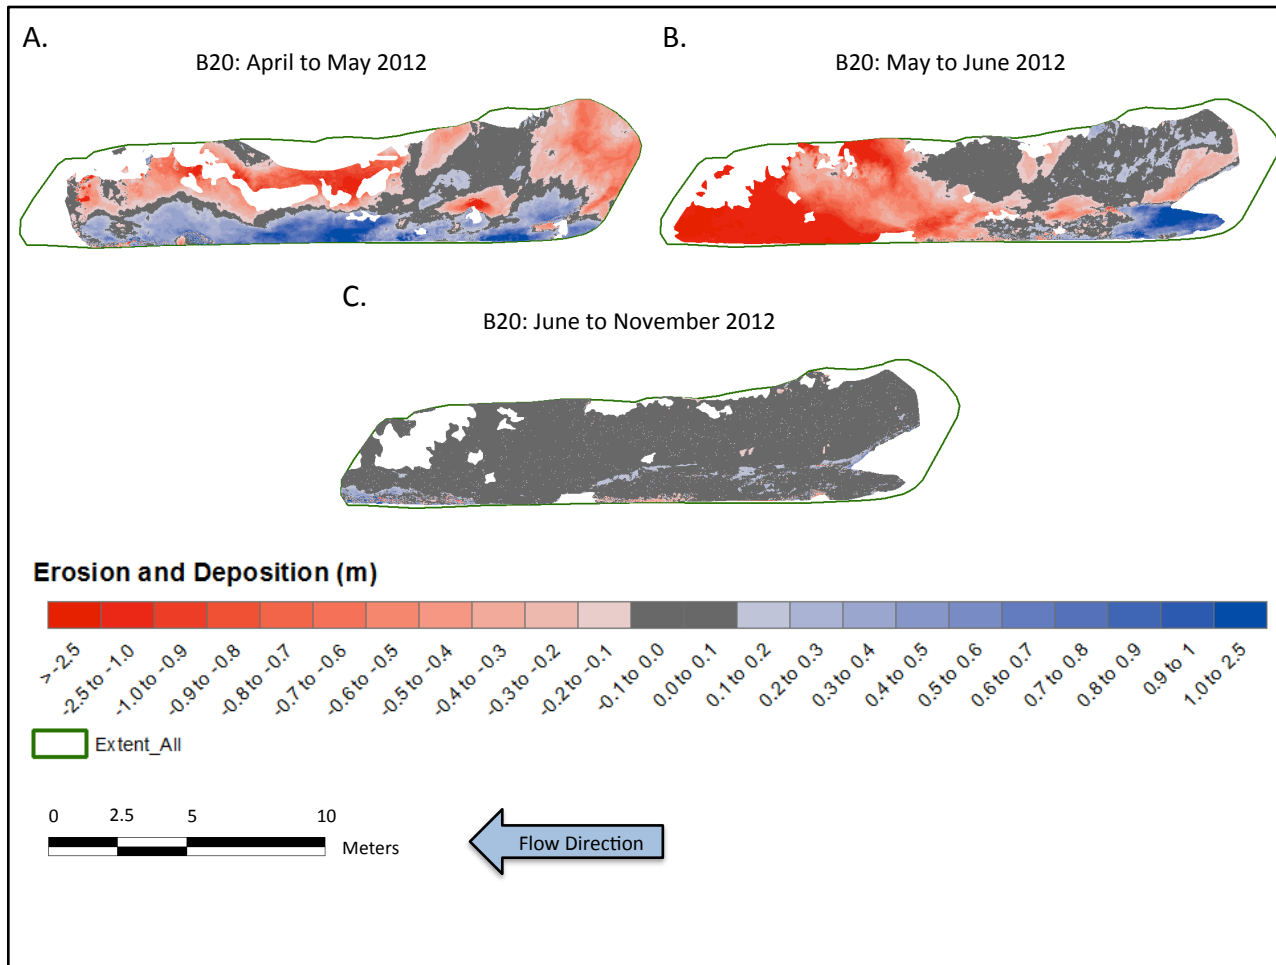 A.
B20: April to May 2012
B.
B20: May to June 2012
C.
B20: June to November 2012
Erosion and Deposition (m)
>-2.5
-2.5 to -1.0
-1.0 to -0.9
-0.9 to -0.8
-0.8 to -0.7
-0.7 to -0.6
-0.6 to -0.5
-0.5 to -0.4
-0.4 to -0.3
-0.3 to -0.2
-0.2 to -0.1
-0.1 to 0.0
0.0 to 0.1
0.1 to 0.2
0.2 to 0.3
0.3 to 0.4
0.4 to 0.5
0.5 to 0.6
0.6 to 0.7
0.7 to 0.8
0.8 to 0.9
0.9 to 1
1.0 to 2.5
Extent_All
0 2.5 5 10
Meters
Flow Direction